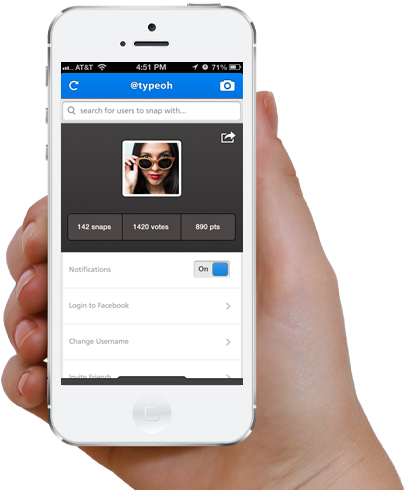 AT&T 4:51 PM 71%
@typeoh
search for users to snap with...
142 snaps 1420 votes 890 pts
Notifications On
Login to Facebook
Change Username
Invite Friends